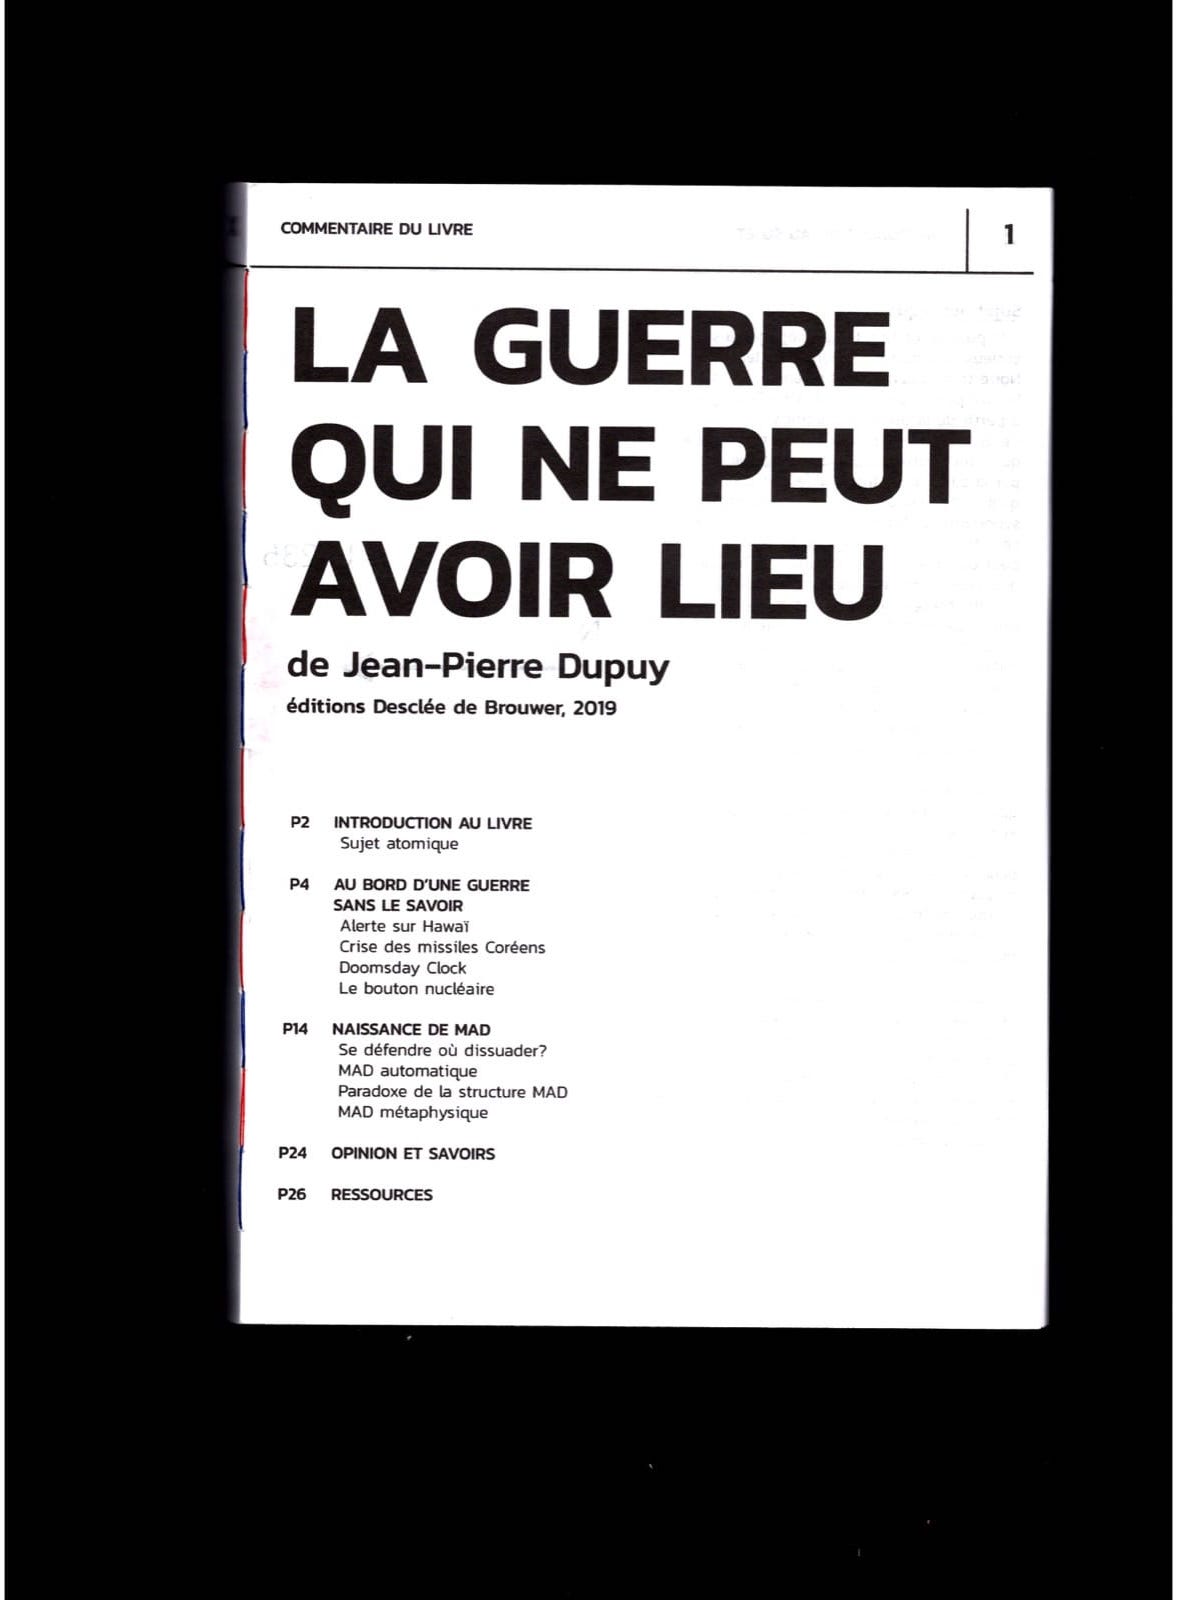 COMMENTAIRE DU LIVRE
1
LA GUERRE
QUI NE PEUT
AVOIR LIEU
de Jean-Pierre Dupuy
éditions Desclée de Brouwer, 2019
P2 INTRODUCTION AU LIVRE
Sujet atomique
P4 AU BORD D'UNE GUERRE
SANS LE SAVOIR
Alerte sur Hawaï
Crise des missiles Coréens
Doomsday Clock
Le bouton nucléaire
P14 NAISSANCE DE MAD
Se défendre où dissuader?
MAD automatique
Paradoxe de la structure MAD
MAD métaphysique
P24 OPINION ET SAVOIRS
P26 RESSOURCES